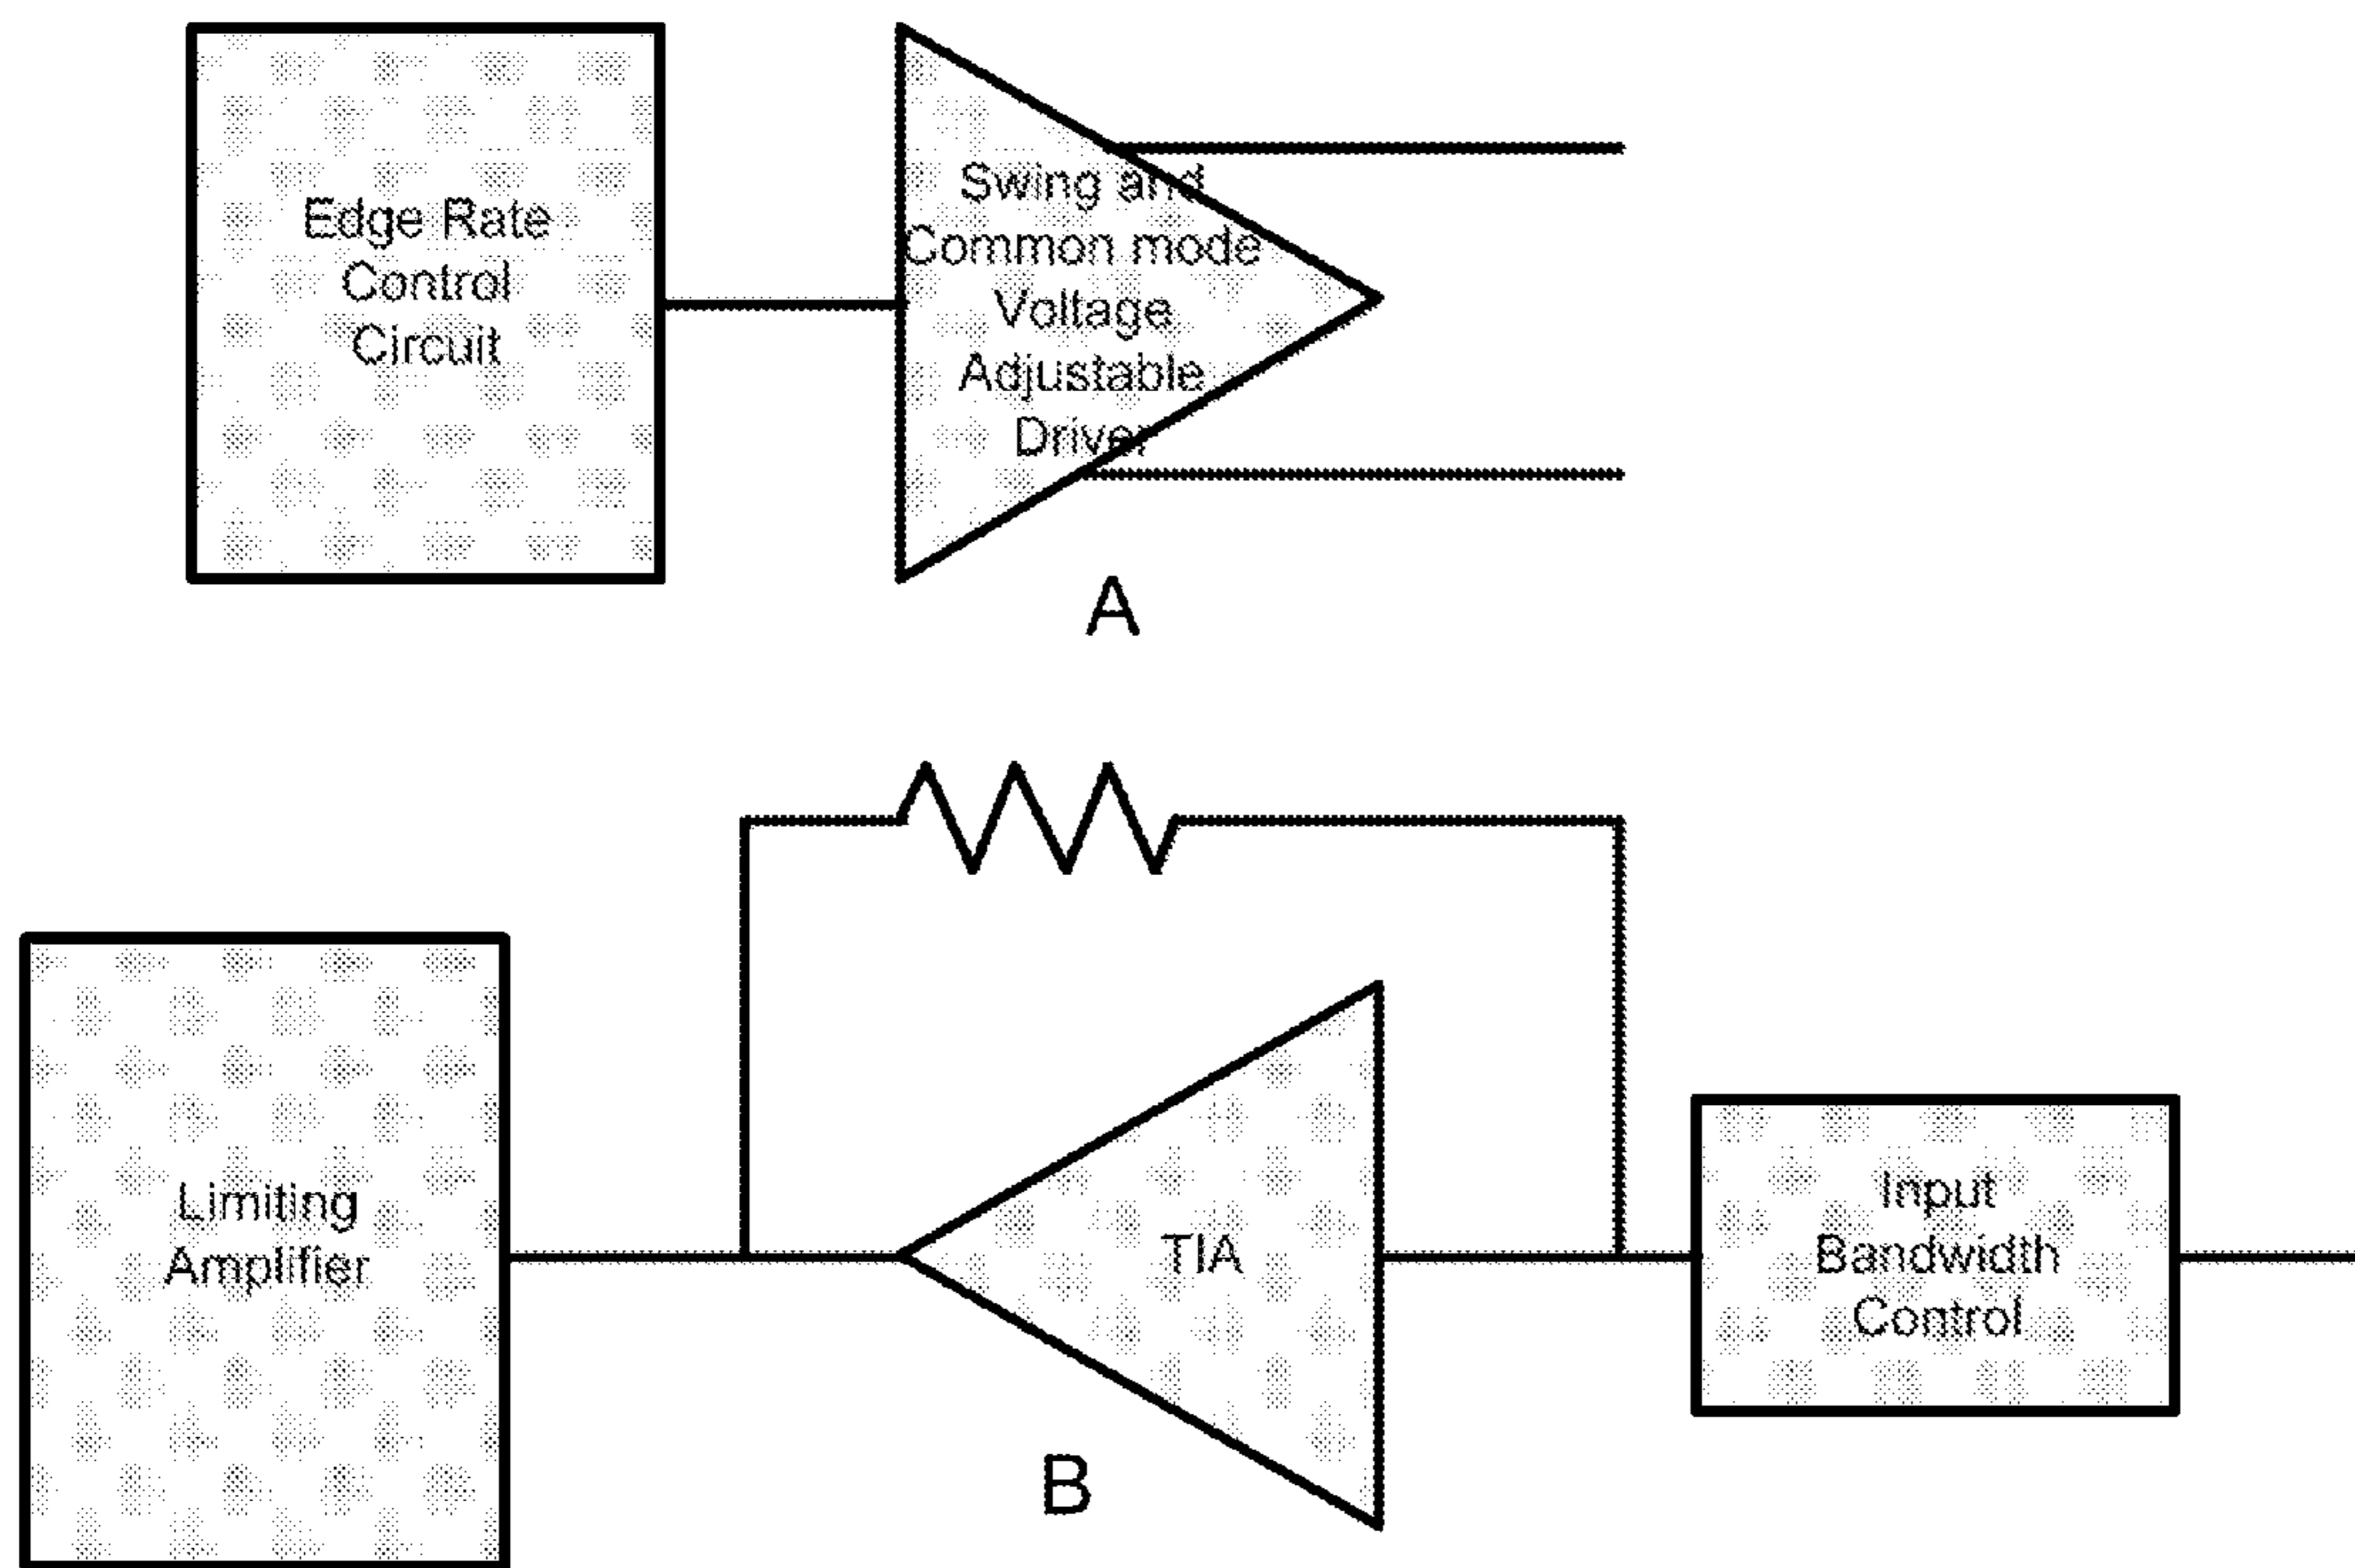 Edge Rate
Control
Circuit
Swing and
Common mode
Voltage
Adjustable
Driver
A
Limiting
Amplifier
TIA
Input
Bandwidth
Control
B